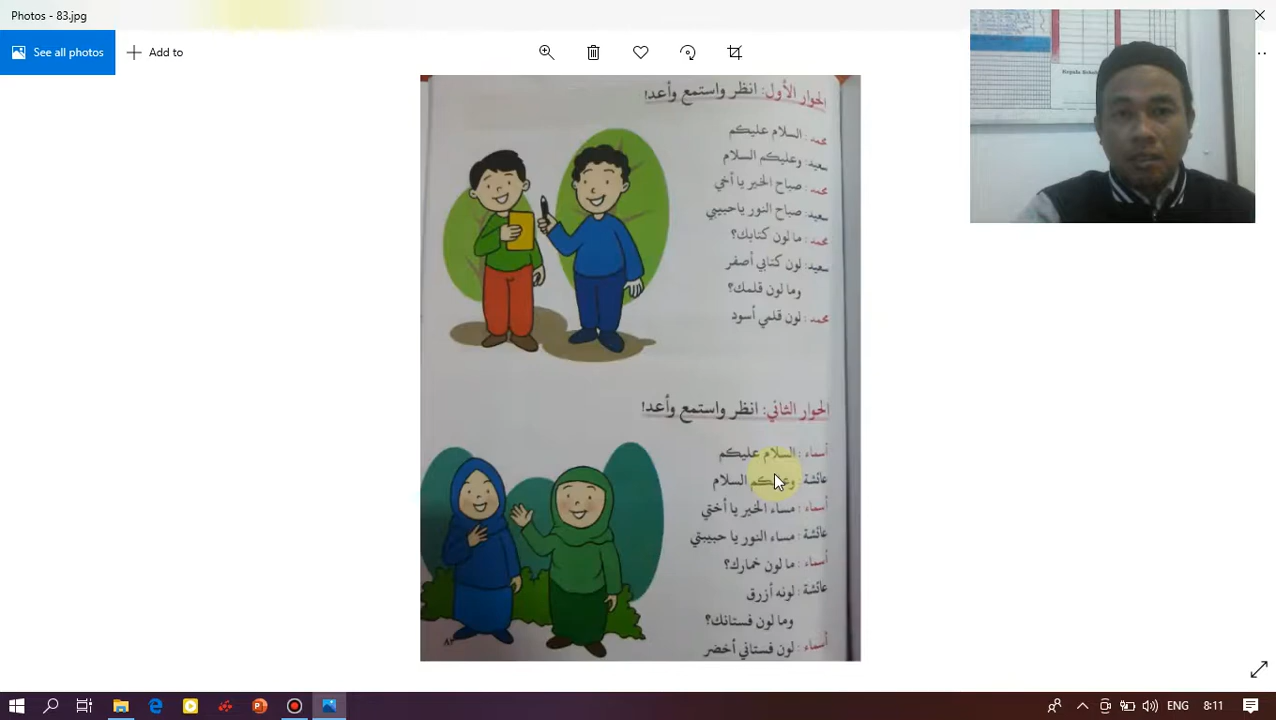 Photos - 83.jpg
See all photos
Add to
الحوار الأول: انظر واستمع وأعد!
محمد : السلام عليكم
سعيد: وعليكم السلام
محمد : صباح الخير يا أخي
سعيد: صباح النور ياحبيبي
محمد : ما لون كتابك؟
سعيد: لون كتابي أصفر
وما لون قلمك؟
محمد : لون قلمي أسود
الحوار الثاني: انظر واستمع وأعد!
أسماء : السلام عليكم
عائشة : وعليكم السلام
أسماء : مساء الخير يا أختي
عائشة : مساء النور يا حبيبتي
أسماء : ما لون خمارك؟
عائشة : لونه أزرق
وما لون فستانك؟
أسماء : لون فستاني أخضر
ENG
8:11